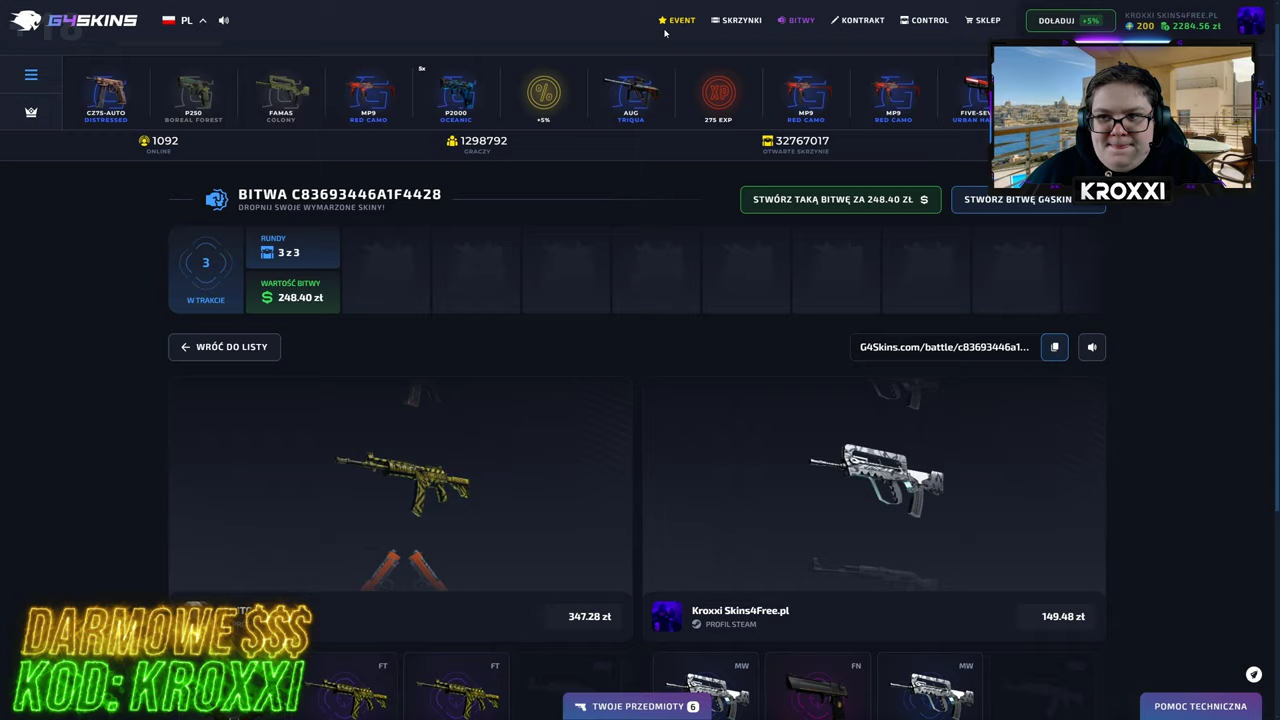 G4SKINS
PL
EVENT
SKRZYNKI
BITWY
KONTRAKT
CONTROL
SKLEP
DOŁADUJ +5%
KROXXI SKINS4FREE.PL
200 2284.56 zł
CZ75-AUTO
DISTRESSED
P250
BOREAL FOREST
FAMAS
COLONY
MP9
RED CAMO
5x
P2000
OCEANIC
%
+5%
AUG
TRIQUA
XP
275 EXP
MP9
RED CAMO
MP9
RED CAMO
1092
ONLINE
1298792
GRACZY
32767017
OTWARTE SKRZYNIE
KROXXI
BITWA C83693446A1F4428
DROPNIJ SWOJE WYMARZONE SKINY!
STWÓRZ TAKĄ BITWĘ ZA 248.40 ZŁ $
STWÓRZ BITWĘ G4SKIN
3
W TRAKCIE
RUNDY
3 z 3
WARTOŚĆ BITWY
248.40 zł
WRÓĆ DO LISTY
G4Skins.com/battle/c83693446a1...
347.28 zł
Kroxxi Skins4Free.pl
PROFIL STEAM
149.48 zł
DARMOWE $$$
KOD: KROXXI
FT
FT
MW
FN
MW
TWOJE PRZEDMIOTY 6
POMOC TECHNICZNA